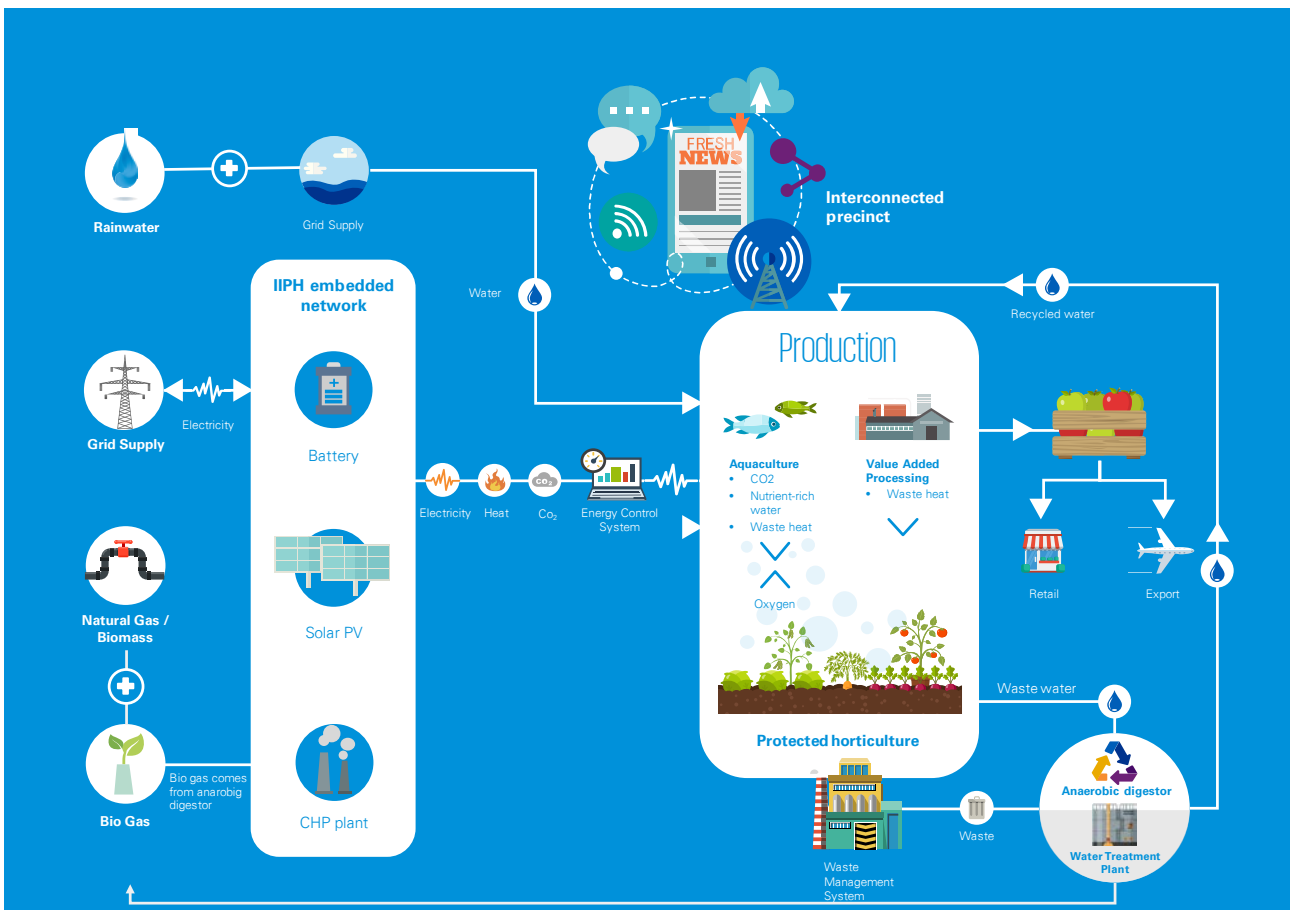 FRESH
NEWS
Interconnected
precinct
Rainwater
Grid Supply
IIPH embedded
network
Water
Recycled water
Production
Battery
Grid Supply
Electricity
Aquaculture
• CO2
• Nutrient-rich
water
• Waste heat
Value Added
Processing
• Waste heat
Electricity
Heat
CO2
Co₂
Energy Control
System
Oxygen
Retail
Export
Natural Gas /
Biomass
Solar PV
Waste water
Protected horticulture
Bio gas comes
from anarobig
digestor
Bio Gas
CHP plant
Anaerobic digestor
Water Treatment
Plant
Waste
Waste
Management
System